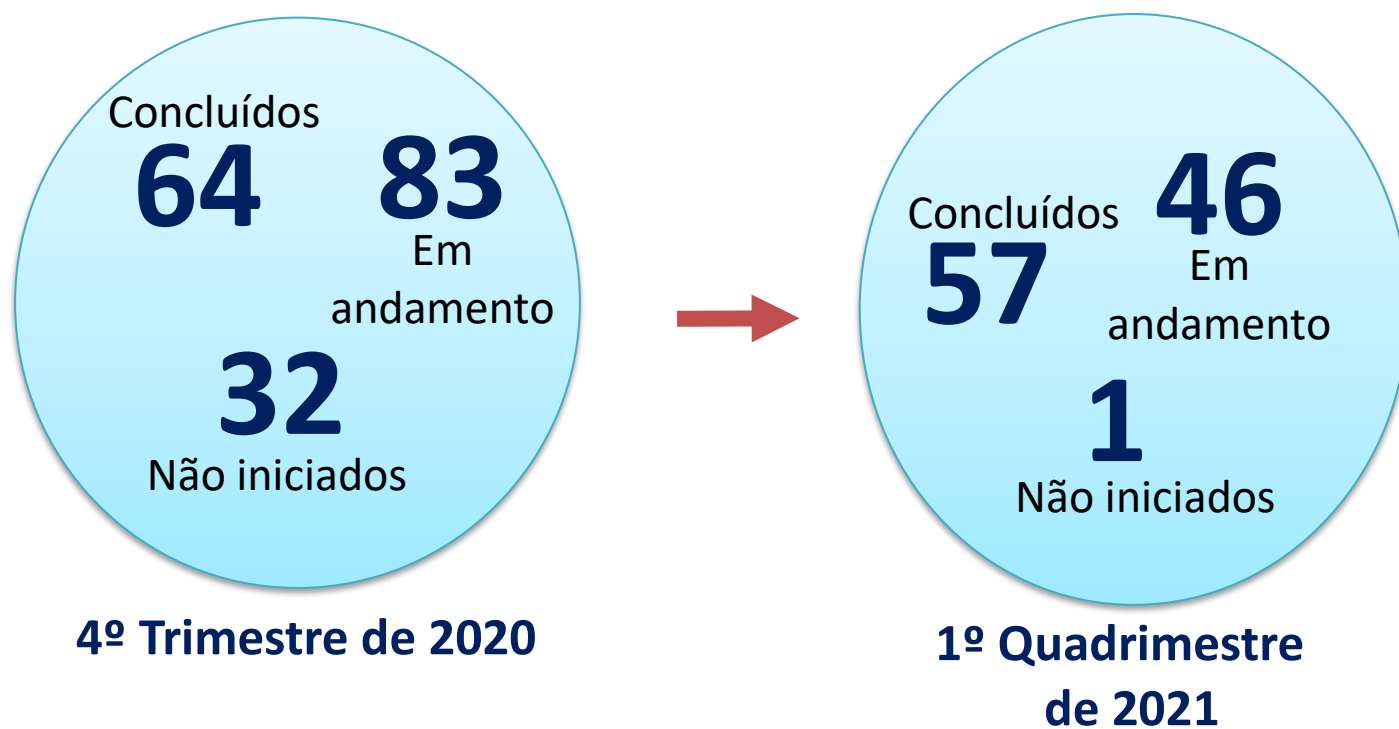 Concluídos
64
83
Em
andamento
32
Não iniciados
4º Trimestre de 2020
Concluídos
57
46
Em
andamento
1
Não iniciados
1º Quadrimestre
de 2021